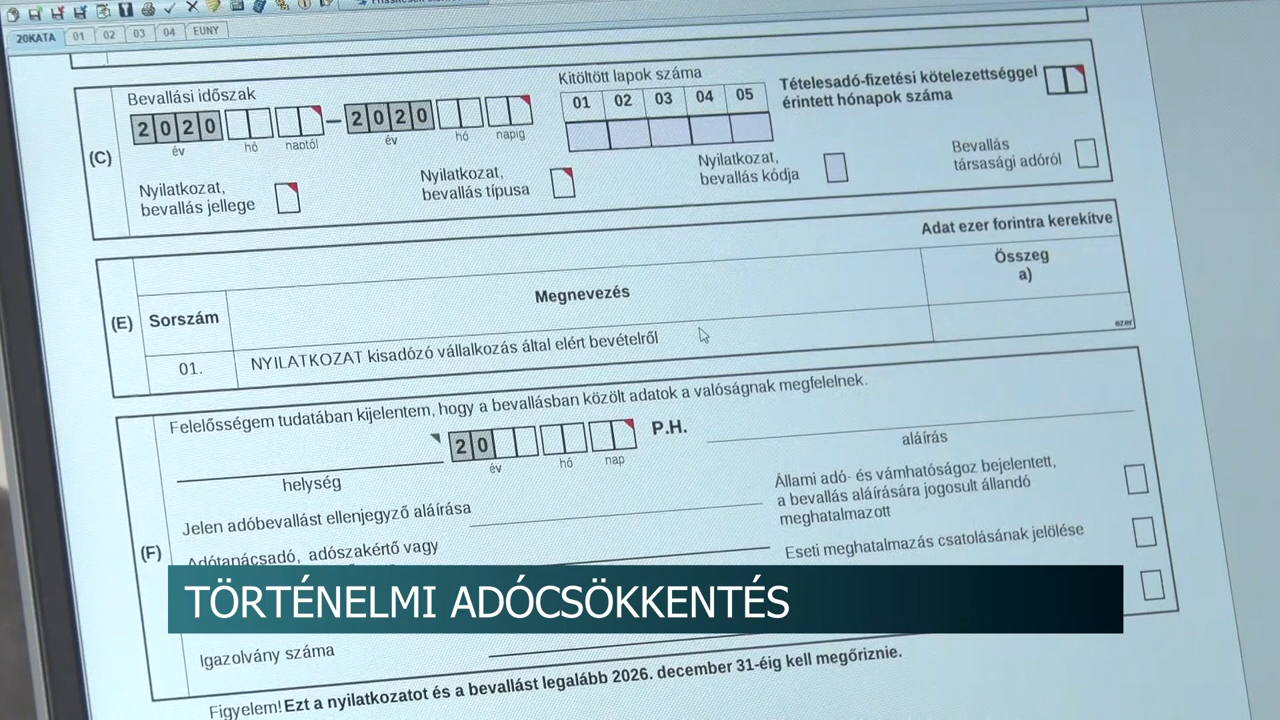 20KATA 01 02 03 04 EUNY
Bevallási időszak
Kitöltött lapok száma
Tételesadó-fizetési kötelezettséggel
érintett hónapok száma
01 02 03 04 05
2020 – 2020
év hó naptól év hó napig
(C)
Nyilatkozat,
bevallás jellege
Nyilatkozat,
bevallás típusa
Nyilatkozat,
bevallás kódja
Bevallás
társasági adóról
Adat ezer forintra kerekítve
(E)
Sorszám
Megnevezés
Összeg
a)
01.
NYILATKOZAT kisadózó vállalkozás által elért bevételről
ezer
Felelősségem tudatában kijelentem, hogy a bevallásban közölt adatok a valóságnak megfelelnek.
20
P.H.
helység
év hó nap
aláírás
Jelen adóbevallást ellenjegyző aláírása
Állami adó- és vámhatóságoz bejelentett,
a bevallás aláírására jogosult állandó
meghatalmazott
(F)
Adótanácsadó, adószakértő vagy
Eseti meghatalmazás csatolásának jelölése
TÖRTÉNELMI ADÓCSÖKKENTÉS
Igazolvány száma
Figyelem! Ezt a nyilatkozatot és a bevallást legalább 2026. december 31-éig kell megőriznie.